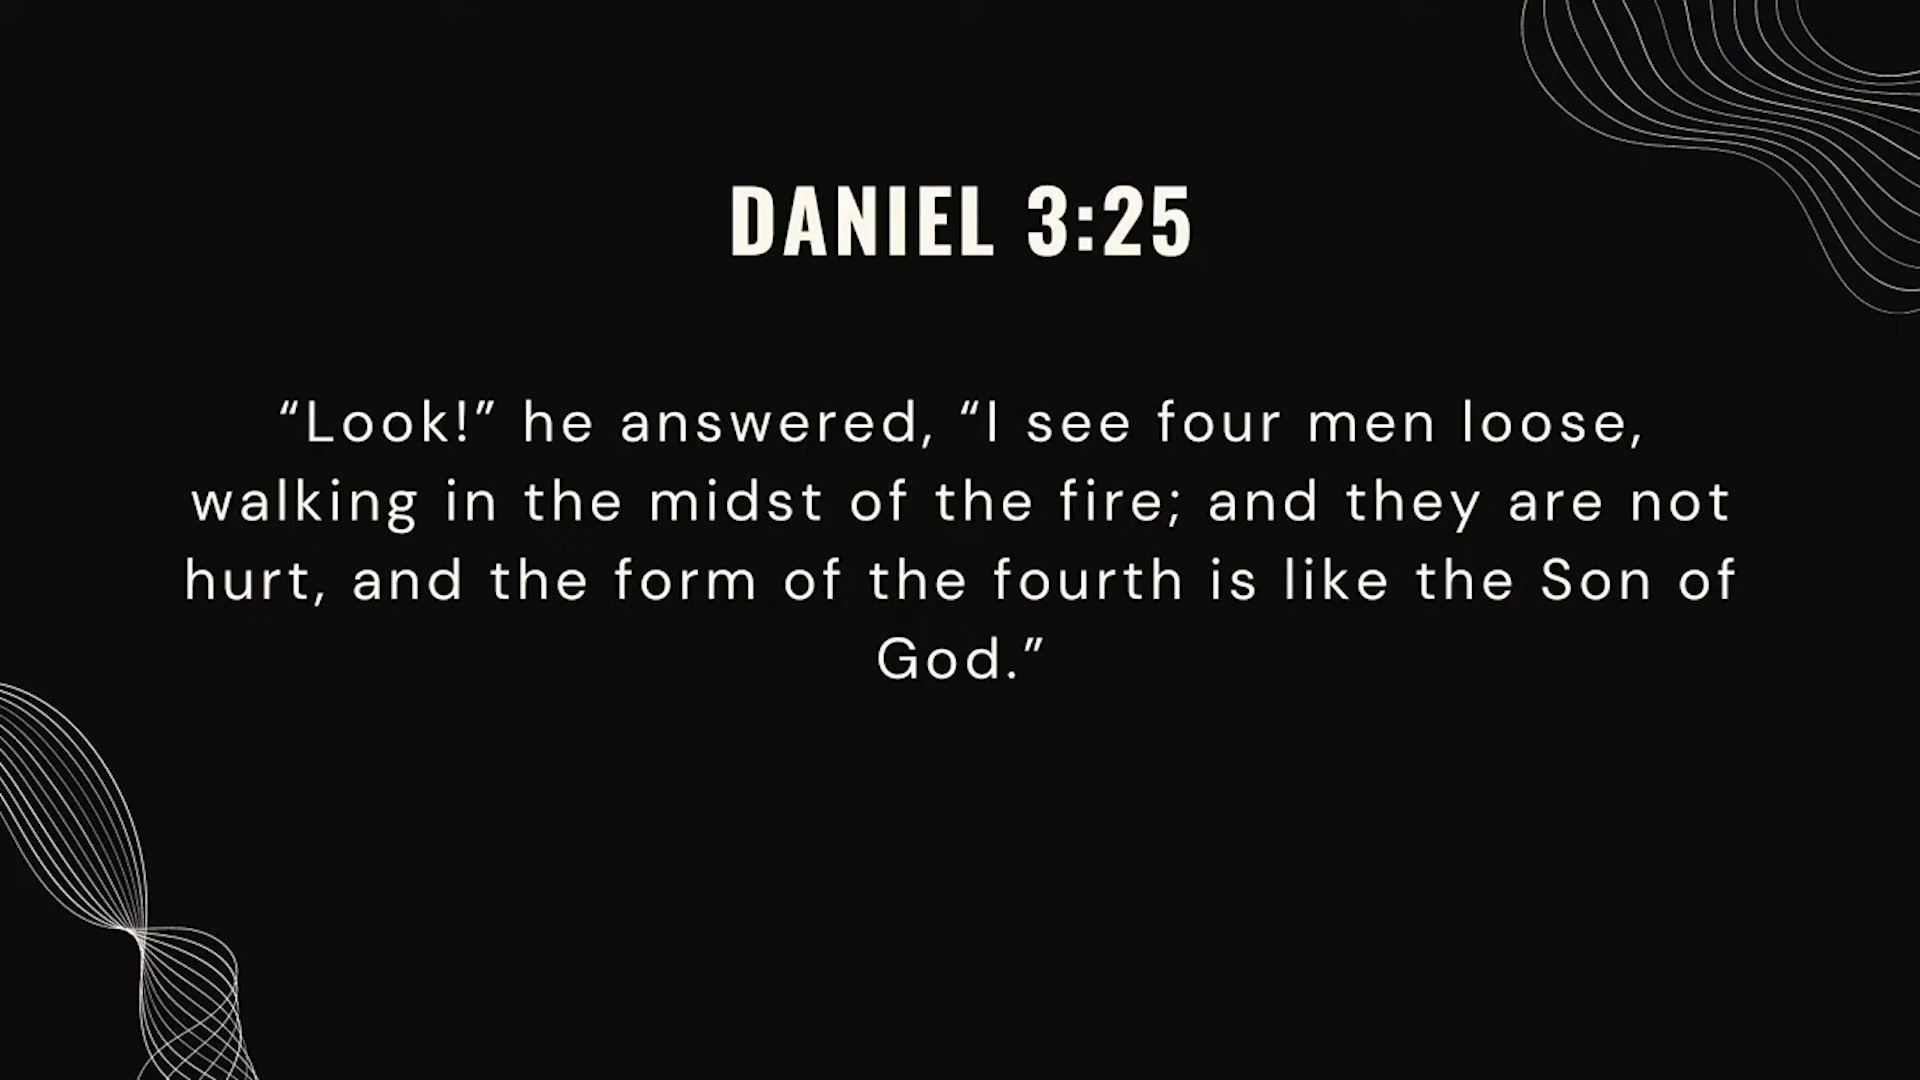 DANIEL 3:25
“Look!” he answered, “I see four men loose,
walking in the midst of the fire; and they are not
hurt, and the form of the fourth is like the Son of
God.”